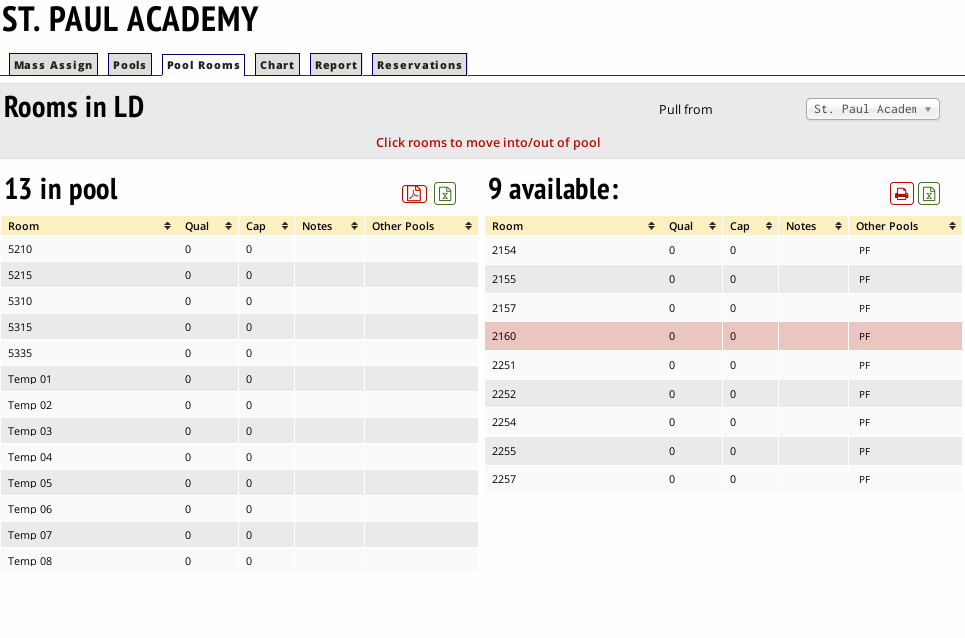 ST. PAUL ACADEMY
Mass Assign Pools Pool Rooms Chart Report Reservations
Rooms in LD
Pull from St. Paul Academ
Click rooms to move into/out of pool
13 in pool
Room Qual Cap Notes Other Pools
5210 0 0
5215 0 0
5310 0 0
5315 0 0
5335 0 0
Temp 01 0 0
Temp 02 0 0
Temp 03 0 0
Temp 04 0 0
Temp 05 0 0
Temp 06 0 0
Temp 07 0 0
Temp 08 0 0
9 available:
Room Qual Cap Notes Other Pools
2154 0 0 PF
2155 0 0 PF
2157 0 0 PF
2160 0 0 PF
2251 0 0 PF
2252 0 0 PF
2254 0 0 PF
2255 0 0 PF
2257 0 0 PF